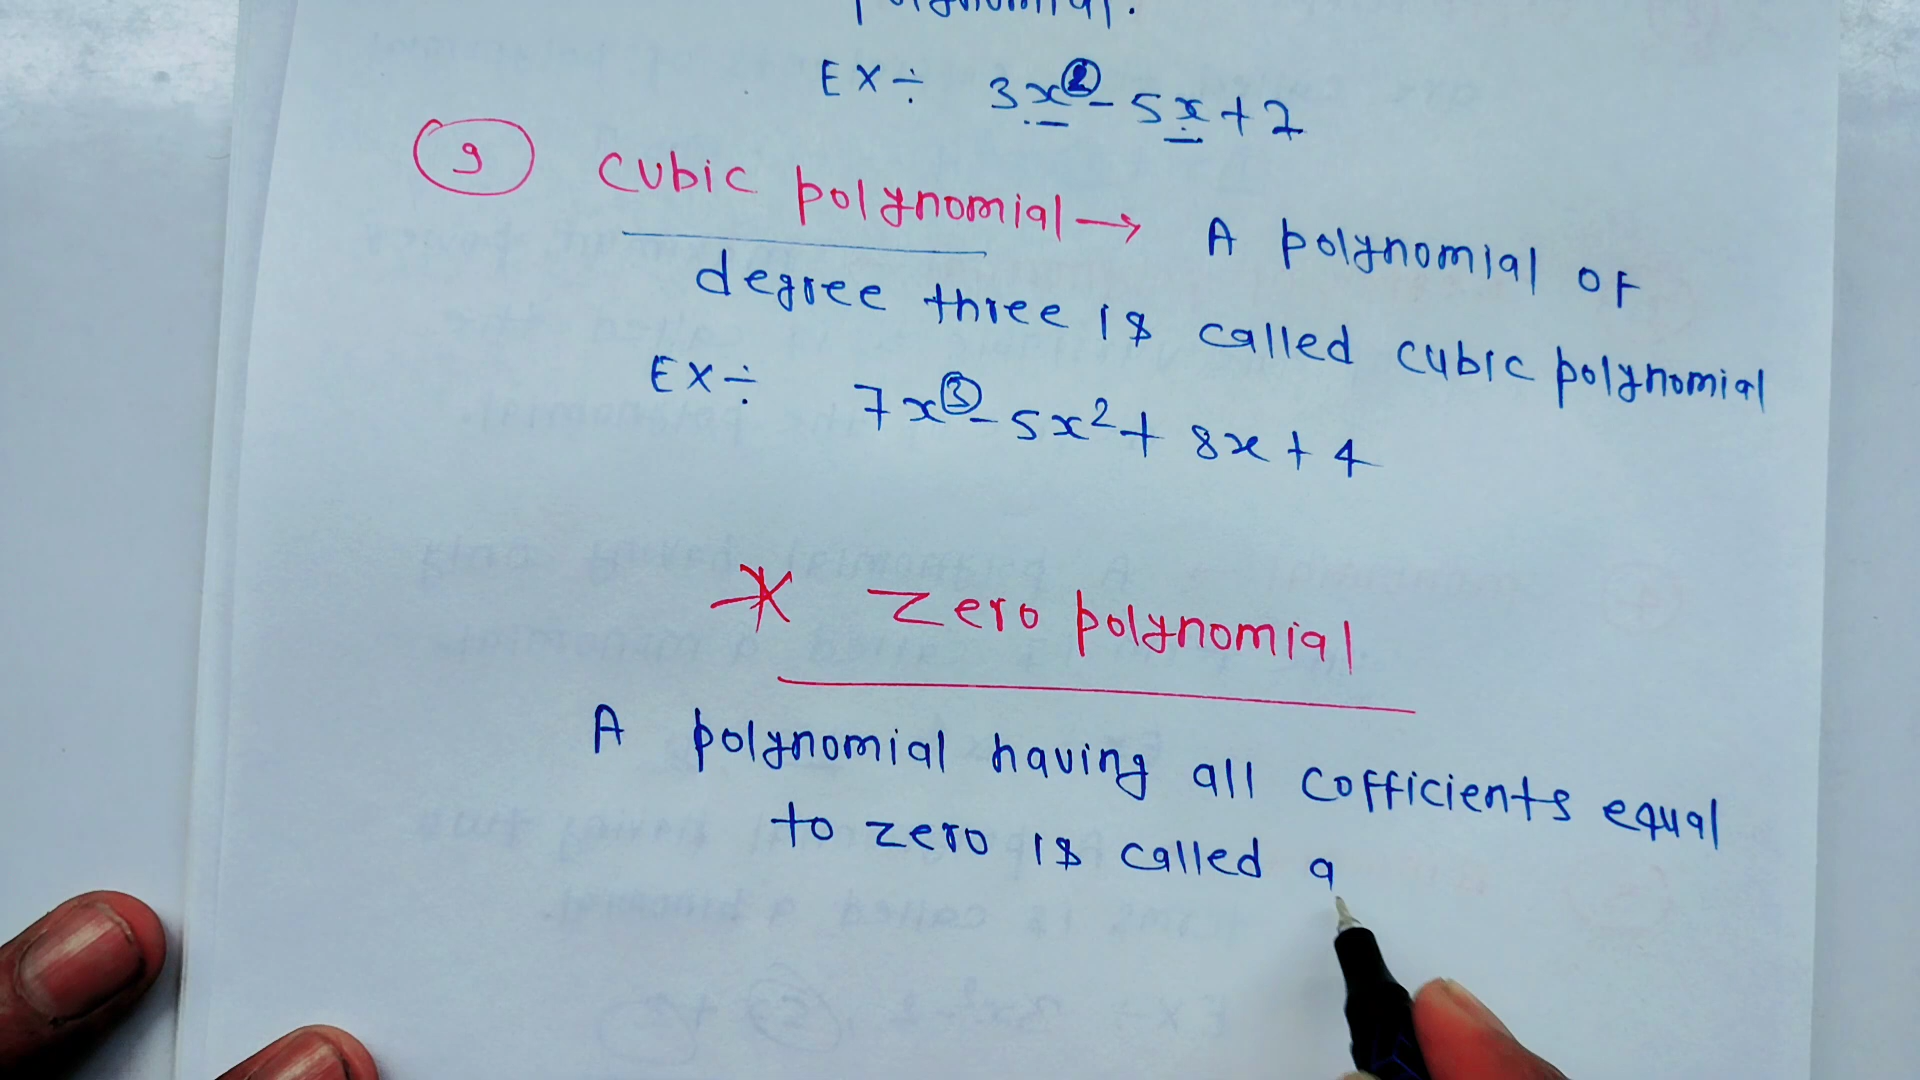 polynomial.
EX ÷ 3x² - 5x + 2
9 cubic polynomial → A polynomial of
degree three is called cubic polynomial
EX ÷ 7x³ - 5x² + 8x + 4
* Zero polynomial
A polynomial having all cofficients equal
to zero is called a